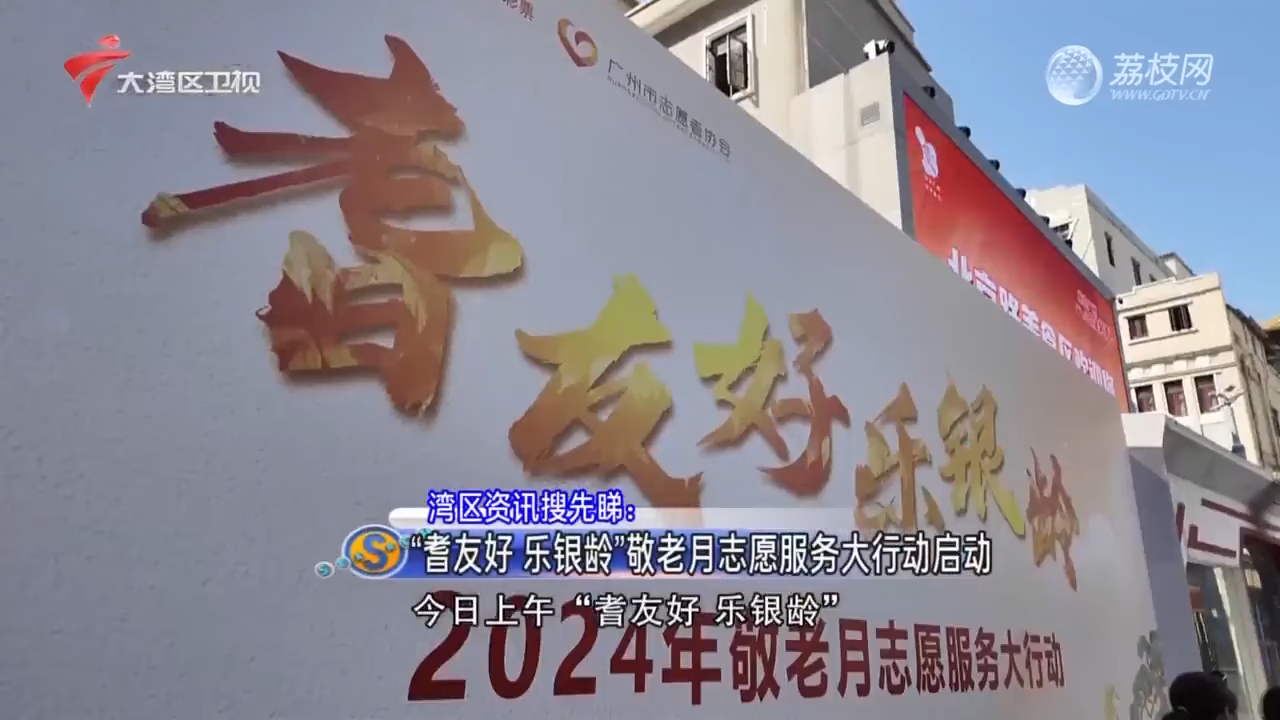 彩票
大湾区卫视
荔枝网
WWW.GDTV.CN
广州市志愿者协会
耆友好乐银龄
湾区资讯搜先睇：
“耆友好 乐银龄”敬老月志愿服务大行动启动
今日上午 “耆友好 乐银龄”
2024年敬老月志愿服务大行动